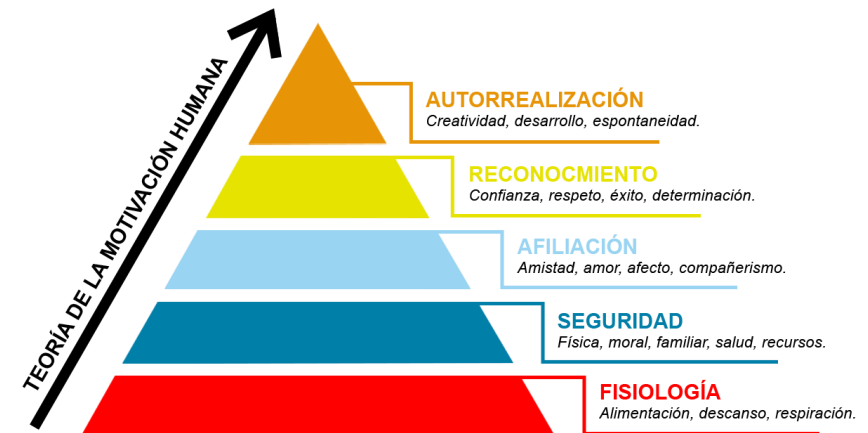 TEORÍA DE LA MOTIVACIÓN HUMANA
AUTORREALIZACIÓN
Creatividad, desarrollo, espontaneidad.
RECONOCMIENTO
Confianza, respeto, éxito, determinación.
AFILIACIÓN
Amistad, amor, afecto, compañerismo.
SEGURIDAD
Física, moral, familiar, salud, recursos.
FISIOLOGÍA
Alimentación, descanso, respiración.